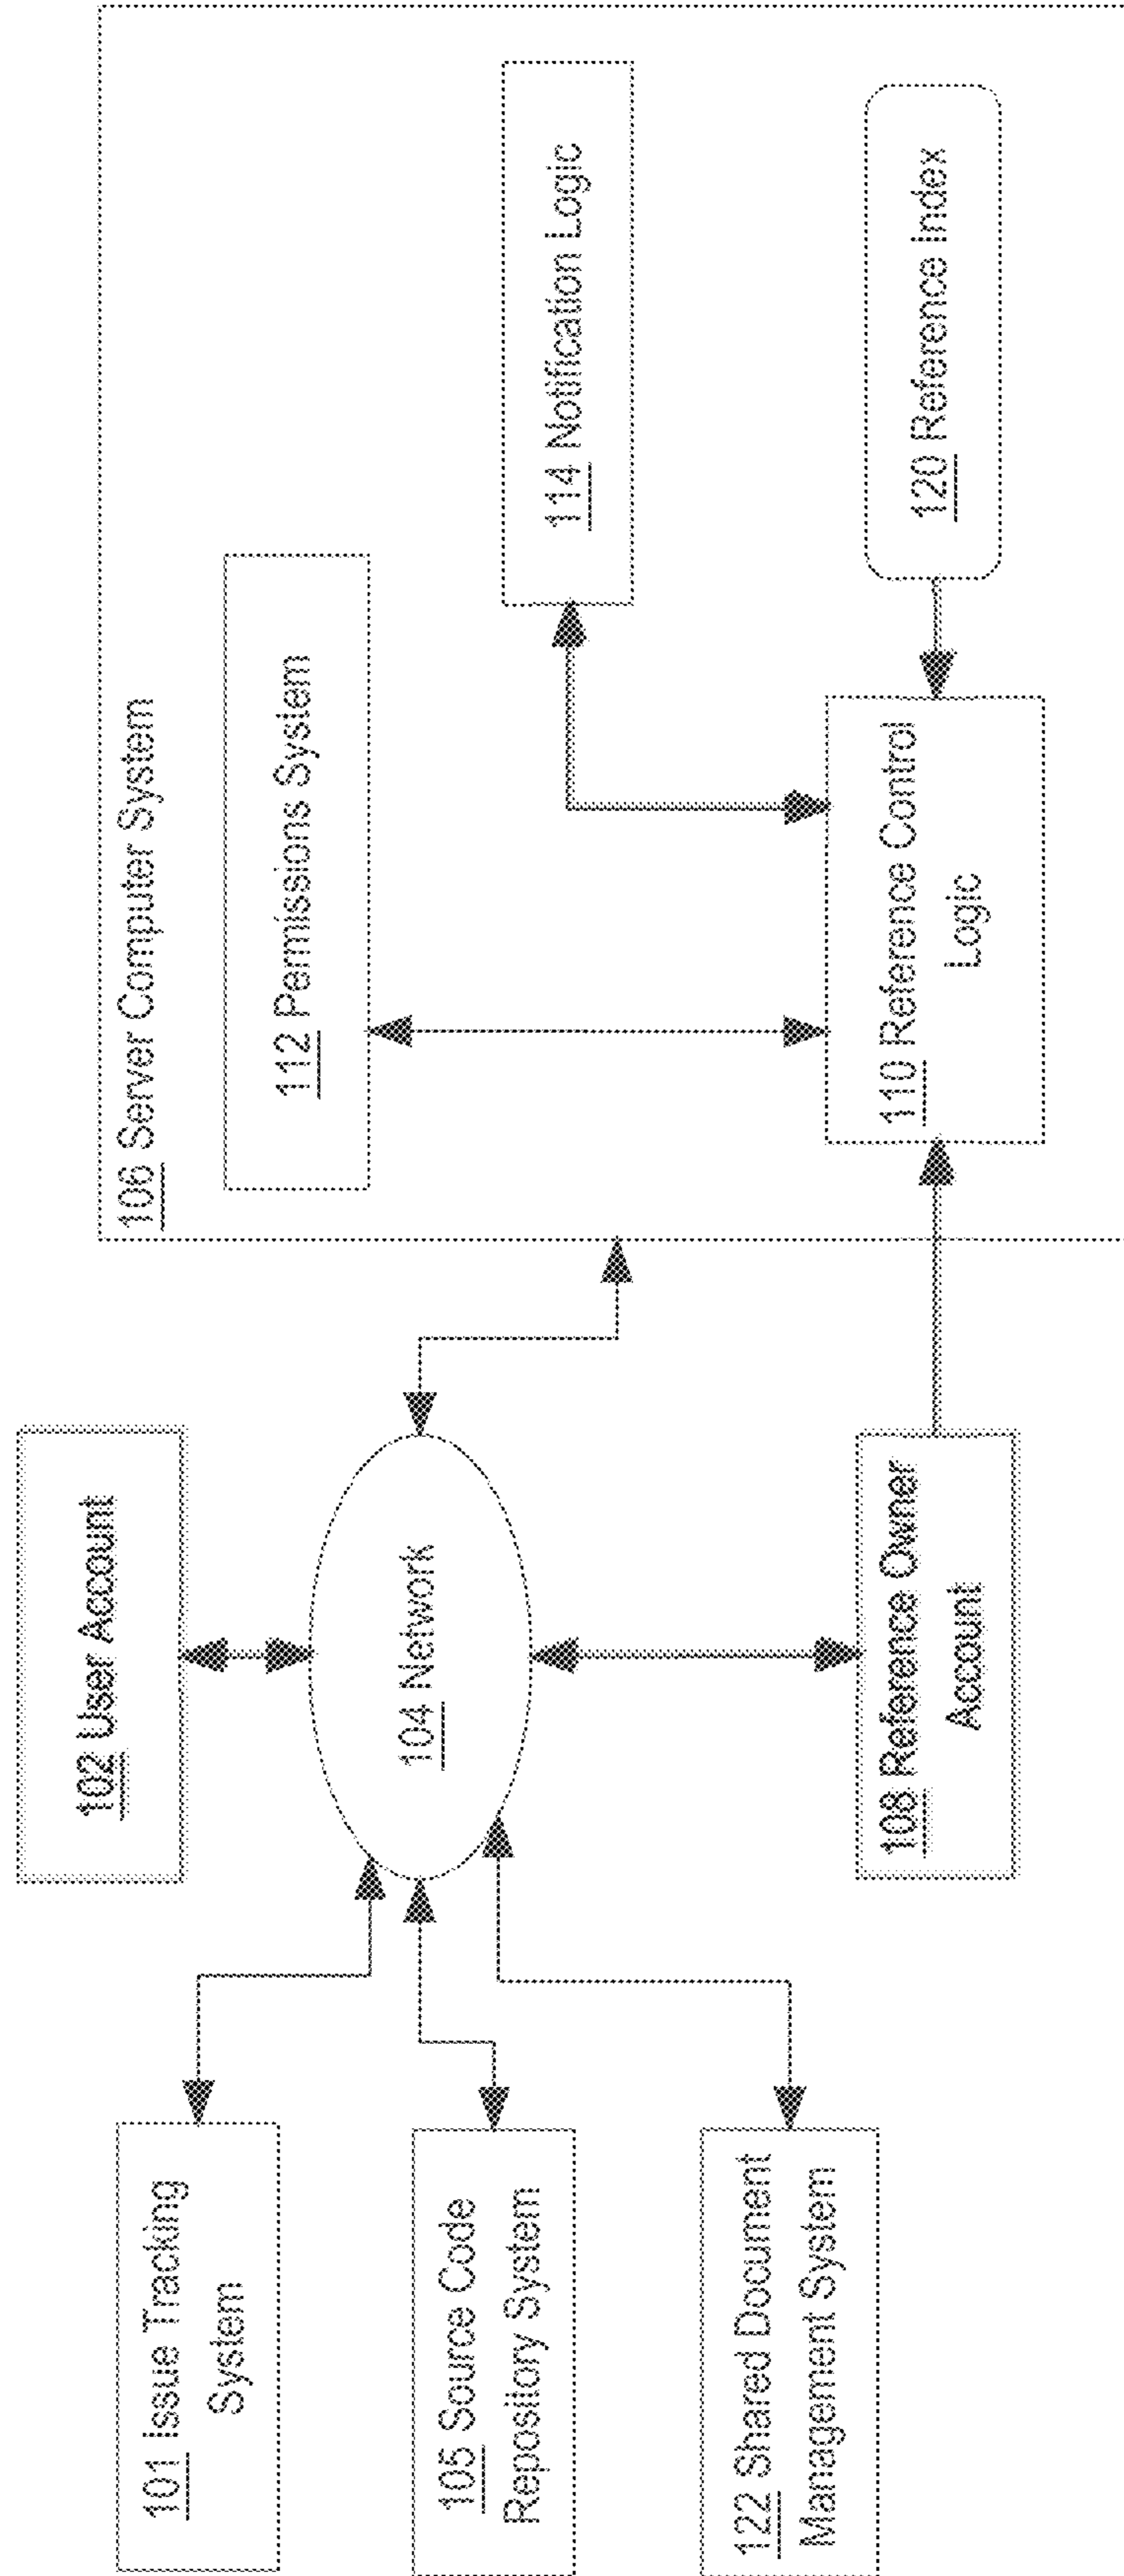 101 Issue Tracking
System
105 Source Code
Repository System
122 Shared Document
Management System
102 User Account
104 Network
108 Reference Owner
Account
106 Server Computer System
112 Permissions System
114 Notification Logic
110 Reference Control
Logic
120 Reference Index